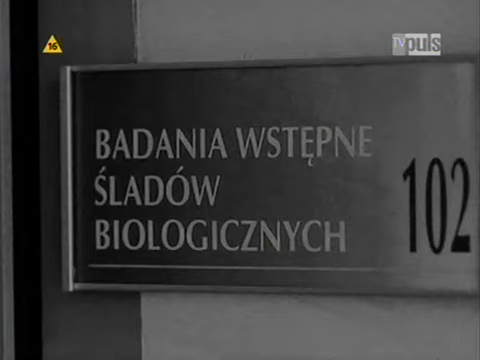 16
TV puls
BADANIA WSTĘPNE
ŚLADÓW
BIOLOGICZNYCH
102